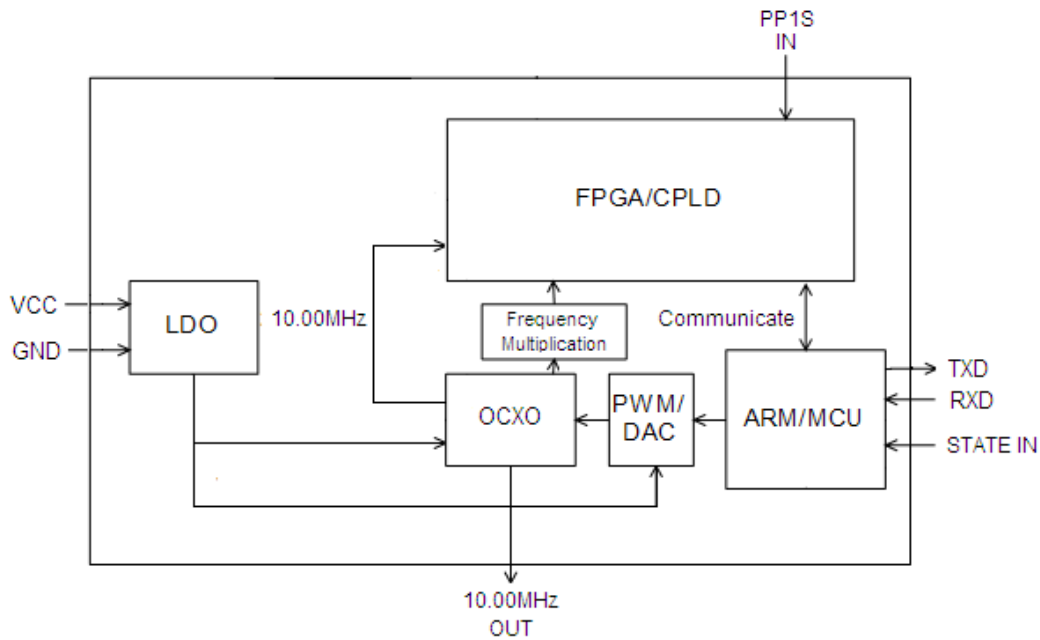 PP1S
IN
FPGA/CPLD
VCC
GND
LDO
10.00MHz
Frequency
Multiplication
Communicate
OCXO
PWM/
DAC
ARM/MCU
TXD
RXD
STATE IN
10.00MHz
OUT